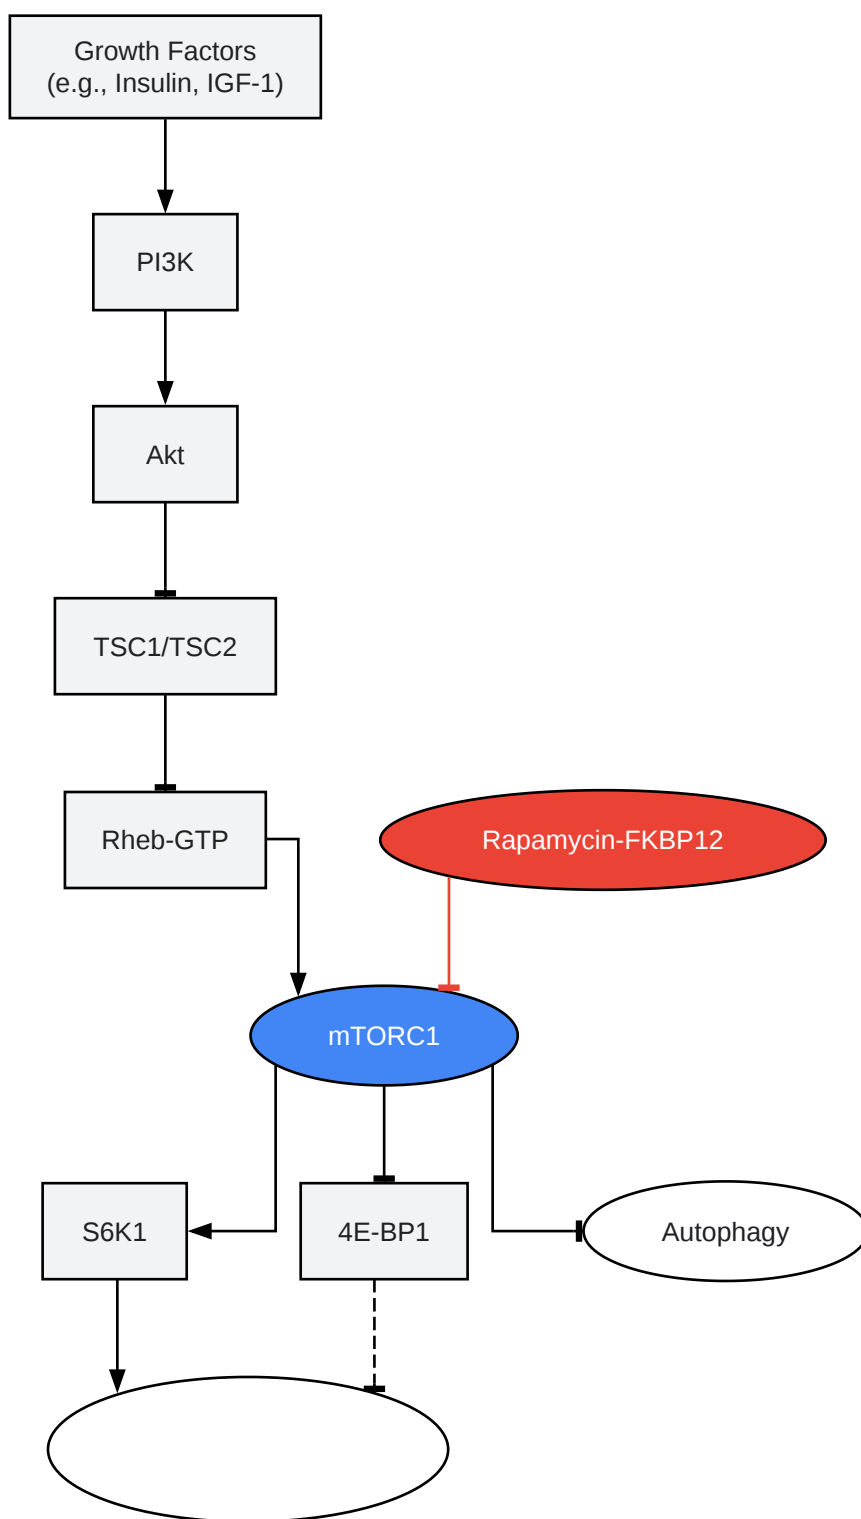 Growth Factors
(e.g., Insulin, IGF-1)
PI3K
Akt
TSC1/TSC2
Rheb-GTP
Rapamycin-FKBP12
mTORC1
S6K1
4E-BP1
Autophagy